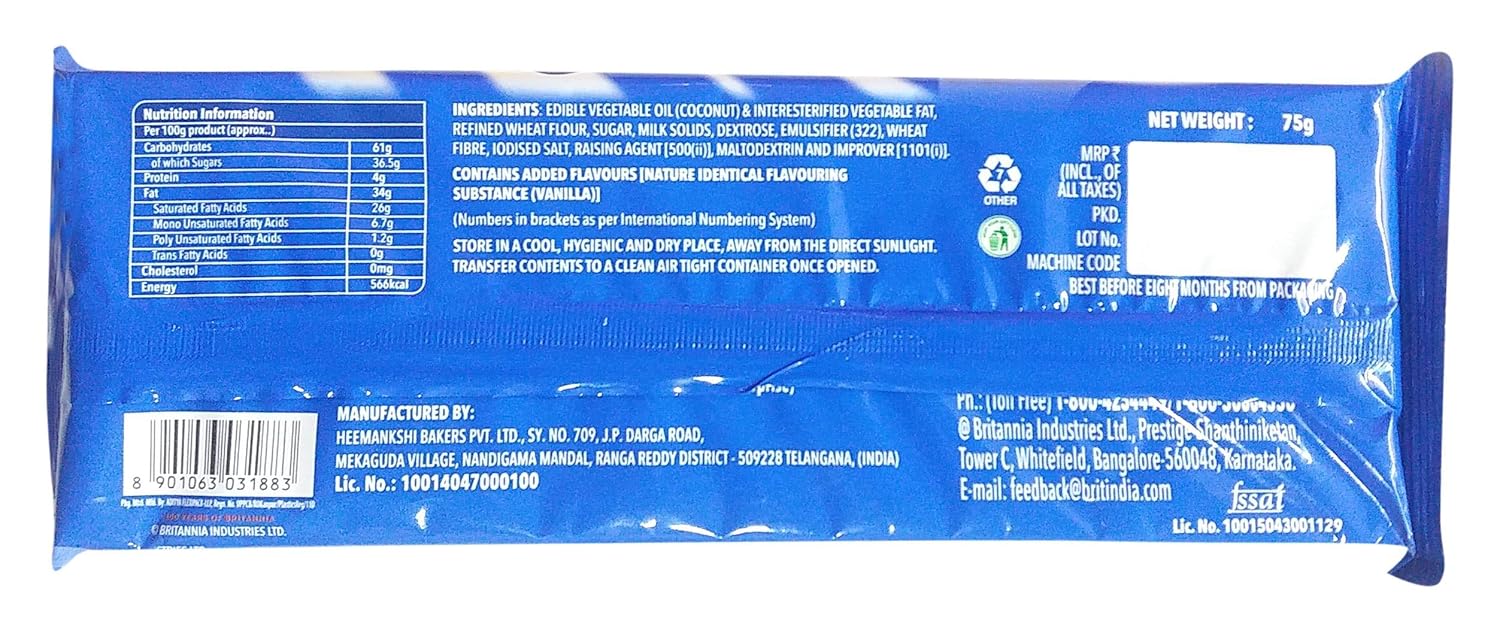 Nutrition Information
Per 100g product (approx..)
Carbohydrates 61g
of which Sugars 36.5g
Protein 4g
Fat 34g
Saturated Fatty Acids 26g
Mono Unsaturated Fatty Acids 6.7g
Poly Unsaturated Fatty Acids 1.2g
Trans Fatty Acids 0g
Cholesterol 0mg
Energy 566kcal
INGREDIENTS: EDIBLE VEGETABLE OIL (COCONUT) & INTERESTERIFIED VEGETABLE FAT,
REFINED WHEAT FLOUR, SUGAR, MILK SOLIDS, DEXTROSE, EMULSIFIER (322), WHEAT
FIBRE, IODISED SALT, RAISING AGENT [500(ii)], MALTODEXTRIN AND IMPROVER [1101(i)].
CONTAINS ADDED FLAVOURS [NATURE IDENTICAL FLAVOURING
SUBSTANCE (VANILLA)]
(Numbers in brackets as per International Numbering System)
STORE IN A COOL, HYGIENIC AND DRY PLACE, AWAY FROM THE DIRECT SUNLIGHT.
TRANSFER CONTENTS TO A CLEAN AIR TIGHT CONTAINER ONCE OPENED.
7
OTHER
NET WEIGHT: 75g
MRP ₹
(INCL., OF
ALL TAXES)
PKD.
LOT No.
MACHINE CODE
BEST BEFORE EIGHT MONTHS FROM PACKAGING
8 901063 031883
150 YEARS OF BRITANNIA
© BRITANNIA INDUSTRIES LTD.
MANUFACTURED BY:
HEEMANKSHI BAKERS PVT. LTD., SY. NO. 709, J.P. DARGA ROAD,
MEKAGUDA VILLAGE, NANDIGAMA MANDAL, RANGA REDDY DISTRICT - 509228 TELANGANA, (INDIA)
Lic. No.: 10014047000100
Ph.: (Toll Free)
@ Britannia Industries Ltd., Prestige Shanthiniketan,
Tower C, Whitefield, Bangalore-560048, Karnataka.
E-mail: feedback@britindia.com
fssai
Lic. No. 10015043001129